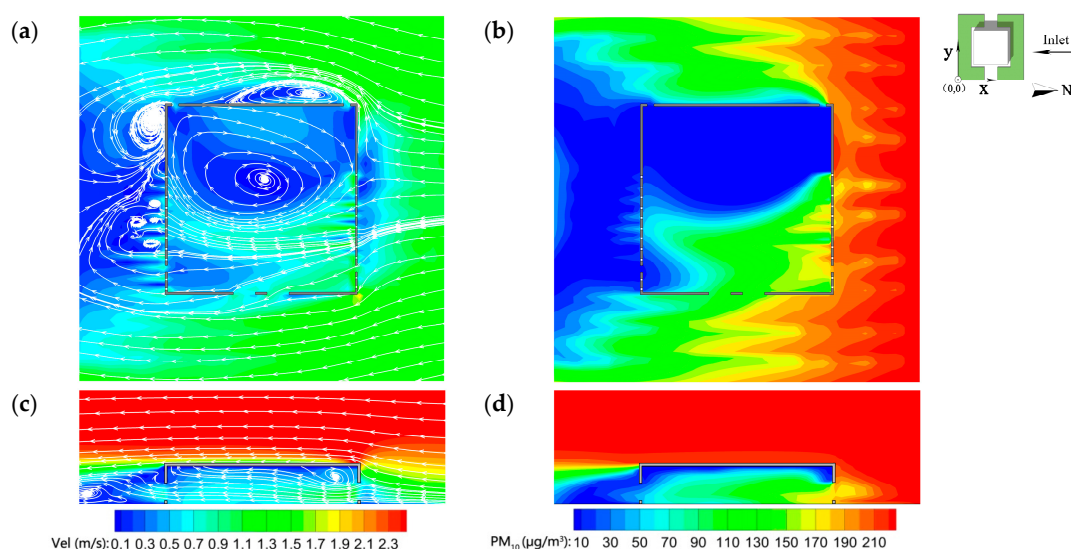 (a)
(b)
Inlet
y
(0,0)
x
N
(c)
(d)
Vel (m/s): 0.1 0.3 0.5 0.7 0.9 1.1 1.3 1.5 1.7 1.9 2.1 2.3
PM₁₀(μg/m³): 10 30 50 70 90 110 130 150 170 190 210